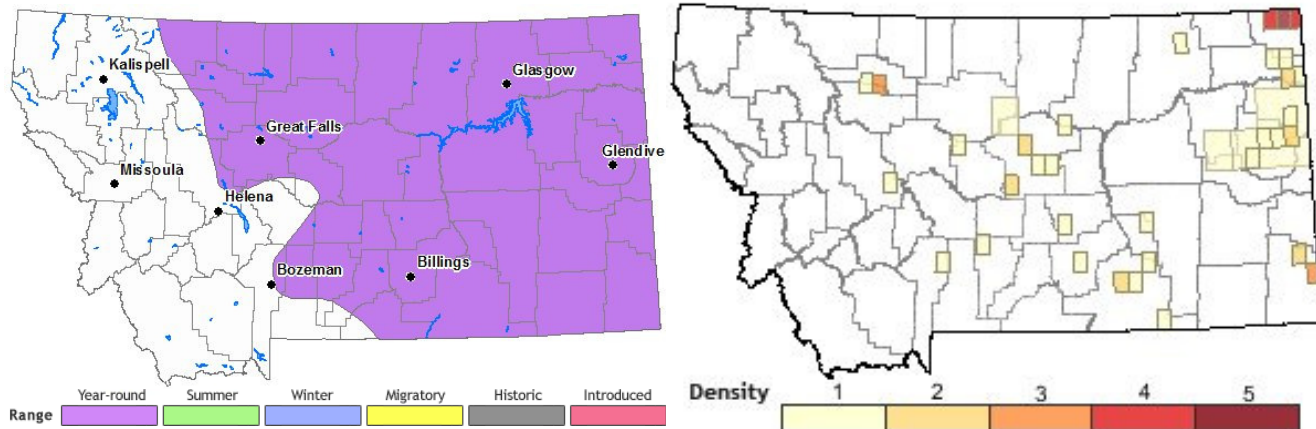 Kalispell
Glasgow
Great Falls
Glendive
Missoula
Helena
Bozeman
Billings
Year-round Summer Winter Migratory Historic Introduced
Range
Density 1 2 3 4 5